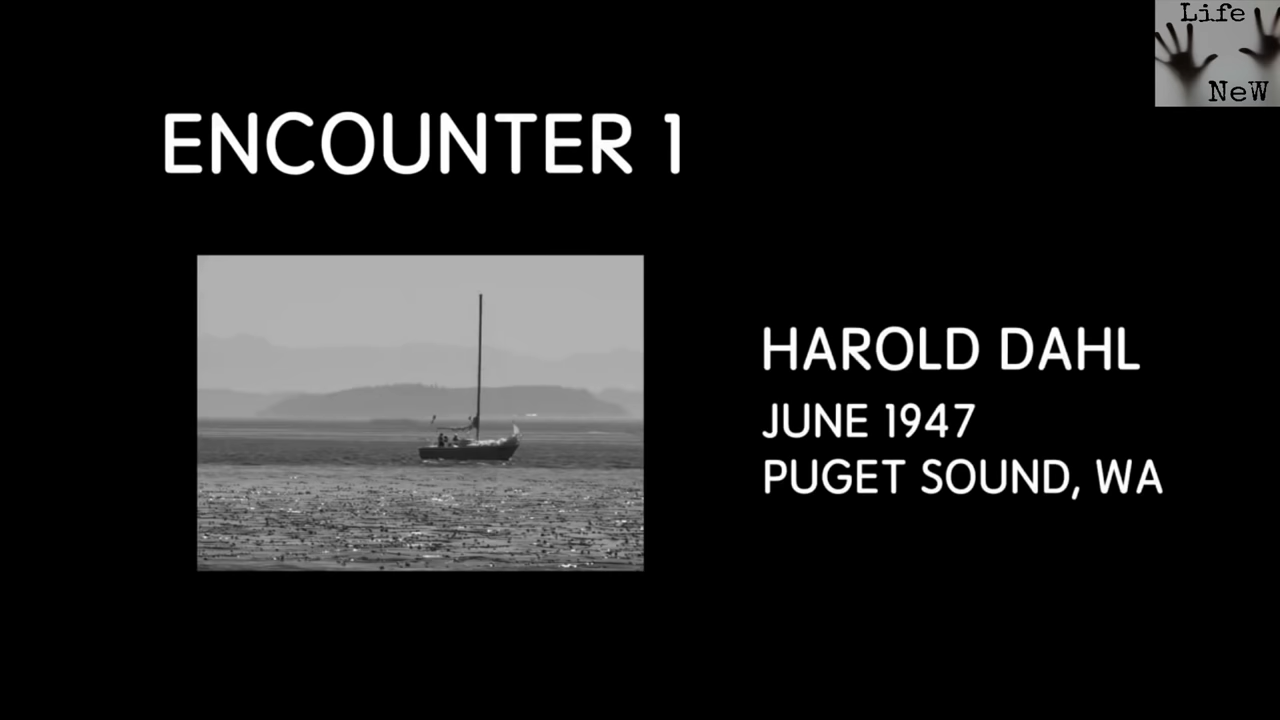 Life
NeW
ENCOUNTER 1
HAROLD DAHL
JUNE 1947
PUGET SOUND, WA